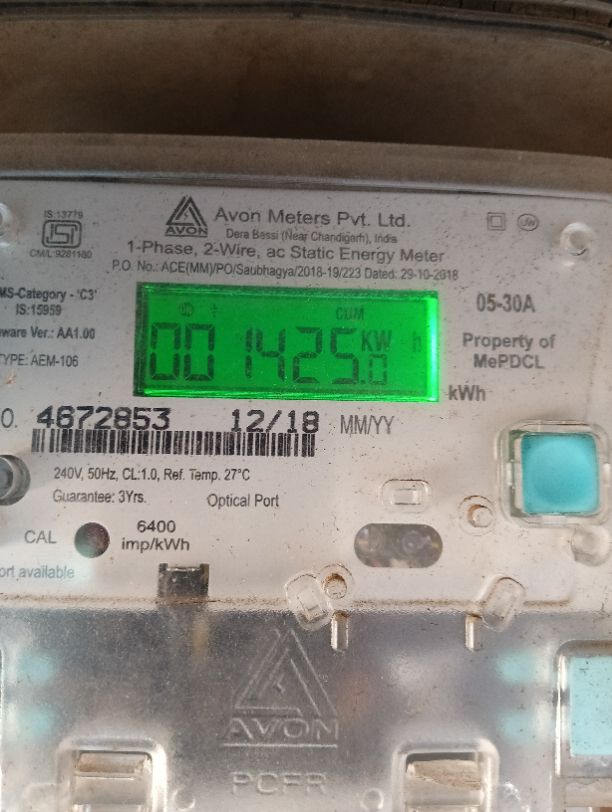 IS:13779
ISI
CM/L:9281180
AVON
Avon Meters Pvt. Ltd.
Dera Bassi (Near Chandigarh), India
1-Phase, 2-Wire, ac Static Energy Meter
P.O. No.: ACE(MM)/PO/Saubhagya/2018-19/223 Dated: 29-10-2018
MS-Category - 'C3'
IS:15959
ware Ver.: AA1.00
TYPE: AEM-106
CUM
001425.0 KW h
05-30A
Property of
MePDCL
kWh
O. 4672853 12/18 MM/YY
240V, 50Hz, CL:1.0, Ref. Temp. 27°C
Guarantee: 3Yrs.
Optical Port
CAL
6400
imp/kWh
ort available
AVON